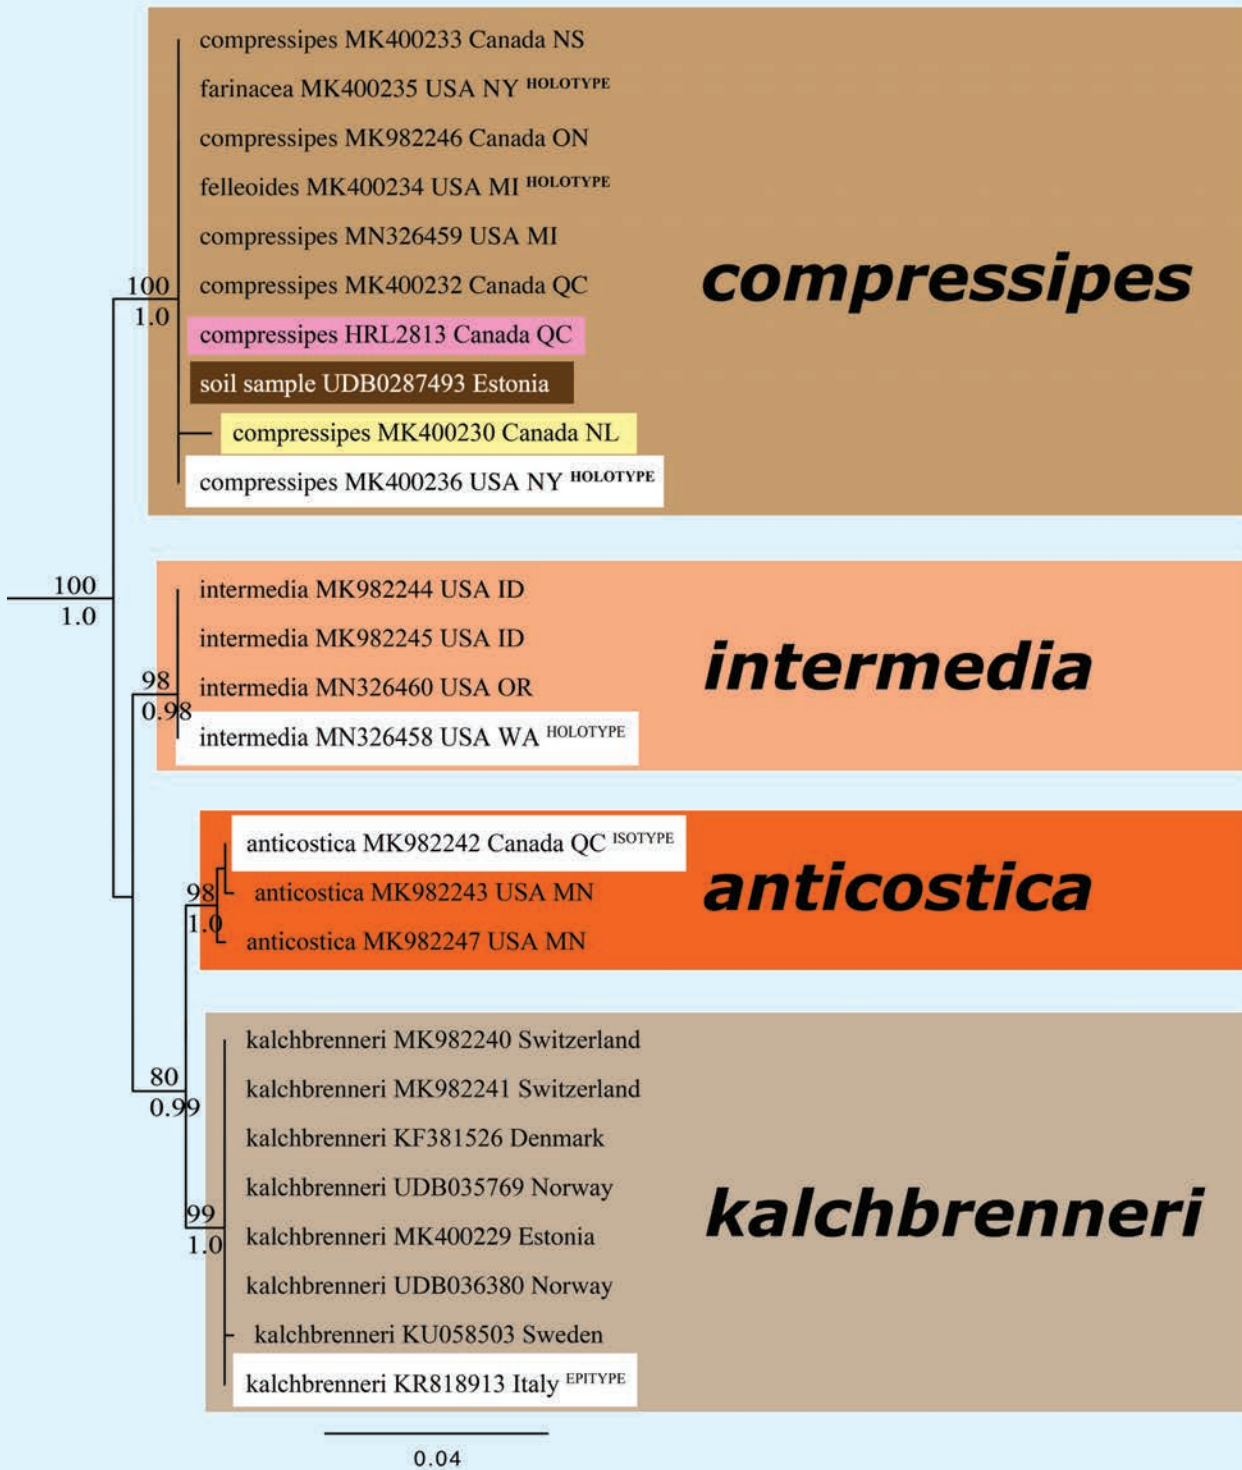 compressipes MK400233 Canada NS
farinacea MK400235 USA NY HOLOTYPE
compressipes MK982246 Canada ON
felleoides MK400234 USA MI HOLOTYPE
compressipes MN326459 USA MI
compressipes
100
compressipes MK400232 Canada QC
1.0
compressipes HRL2813 Canada QC
soil sample UDB0287493 Estonia
compressipes MK400230 Canada NL
compressipes MK400236 USA NY HOLOTYPE
100
1.0
intermedia MK982244 USA ID
intermedia MK982245 USA ID
intermedia
98
0.98
intermedia MN326460 USA OR
intermedia MN326458 USA WA HOLOTYPE
anticostica MK982242 Canada QC ISOTYPE
98
1.0
anticostica MK982243 USA MN
anticostica
anticostica MK982247 USA MN
kalchbrenneri MK982240 Switzerland
80
0.99
kalchbrenneri MK982241 Switzerland
kalchbrenneri KF381526 Denmark
kalchbrenneri UDB035769 Norway
kalchbrenneri
99
1.0
kalchbrenneri MK400229 Estonia
kalchbrenneri UDB036380 Norway
kalchbrenneri KU058503 Sweden
kalchbrenneri KR818913 Italy EPITYPE
0.04